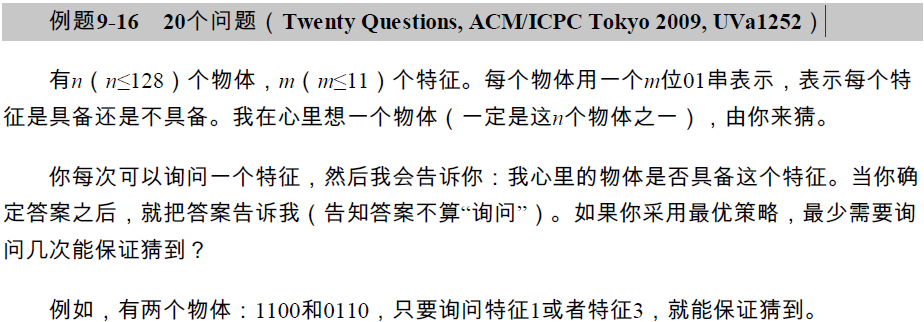 例题9-16 20个问题（Twenty Questions, ACM/ICPC Tokyo 2009, UVa1252）
有n（n≤128）个物体，m（m≤11）个特征。每个物体用一个m位01串表示，表示每个特
征是具备还是不具备。我在心里想一个物体（一定是这n个物体之一），由你来猜。
你每次可以询问一个特征，然后我会告诉你：我心里的物体是否具备这个特征。当你确
定答案之后，就把答案告诉我（告知答案不算“询问”）。如果你采用最优策略，最少需要询
问几次能保证猜到？
例如，有两个物体：1100和0110，只要询问特征1或者特征3，就能保证猜到。